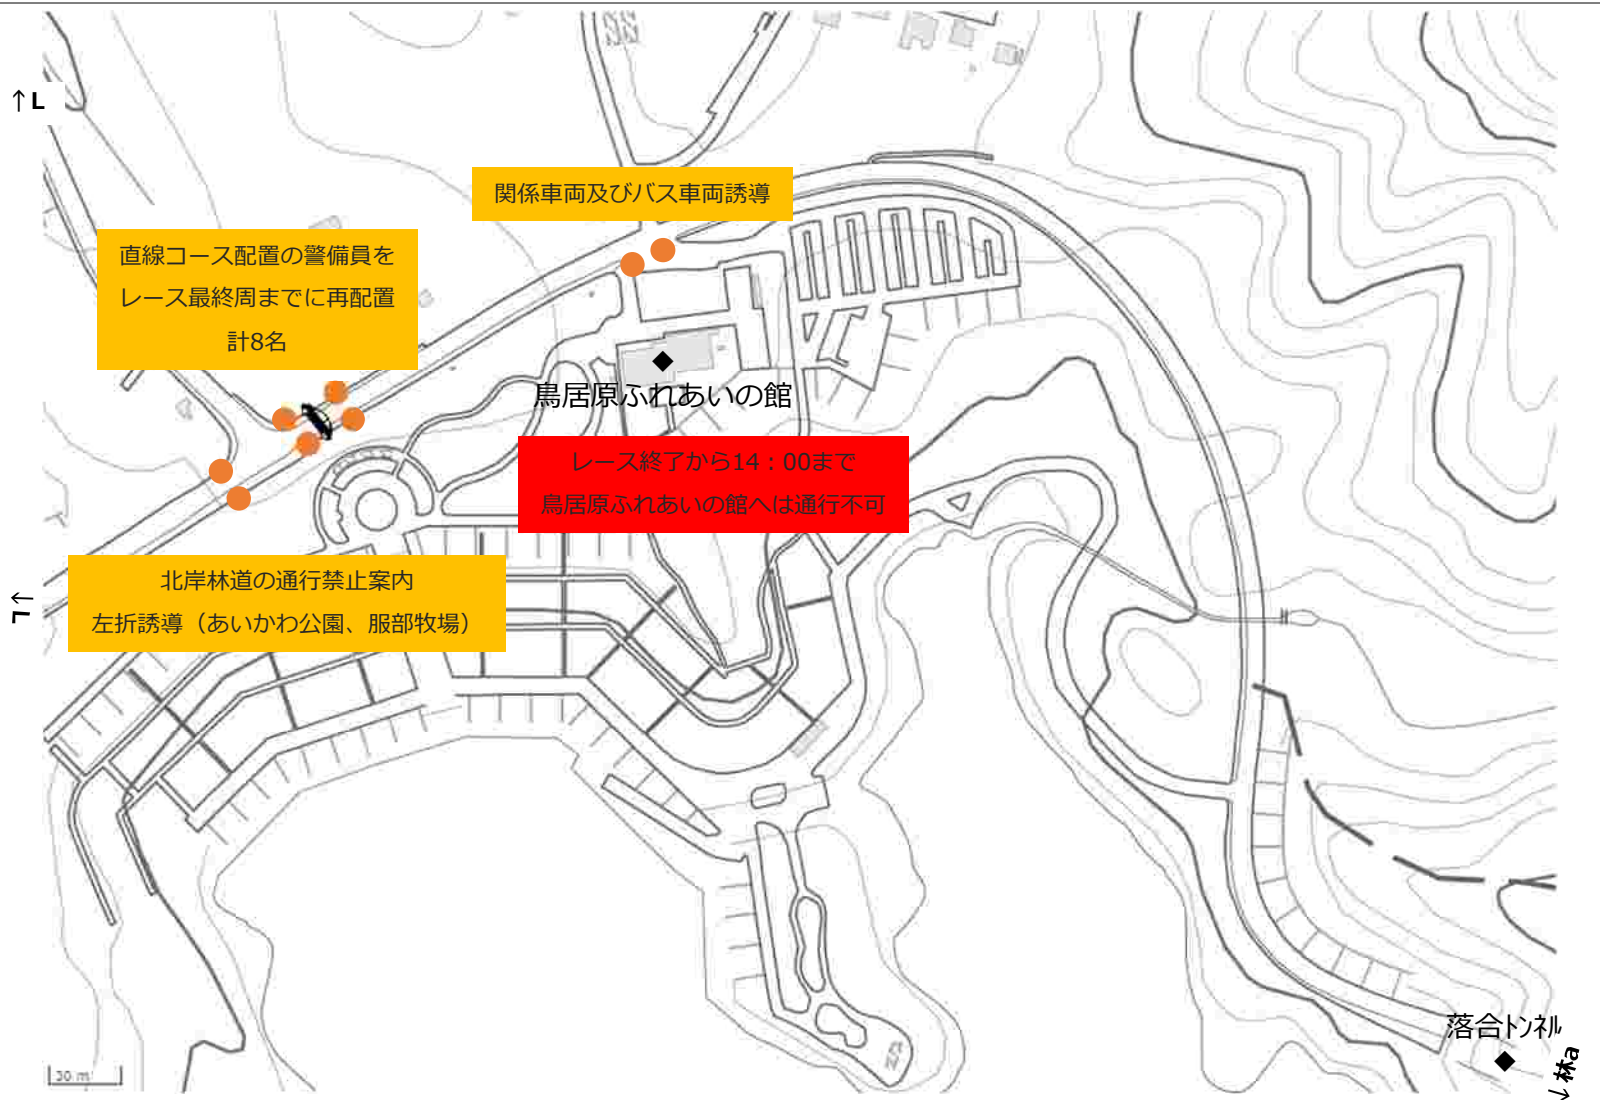 ↑L
関係車両及びバス車両誘導
直線コース配置の警備員を
レース最終周までに再配置
計8名
鳥居原ふれあいの館
レース終了から14：00まで
鳥居原ふれあいの館へは通行不可
北岸林道の通行禁止案内
左折誘導（あいかわ公園、服部牧場）
↑L
落合トンネル
↓林a
30 m